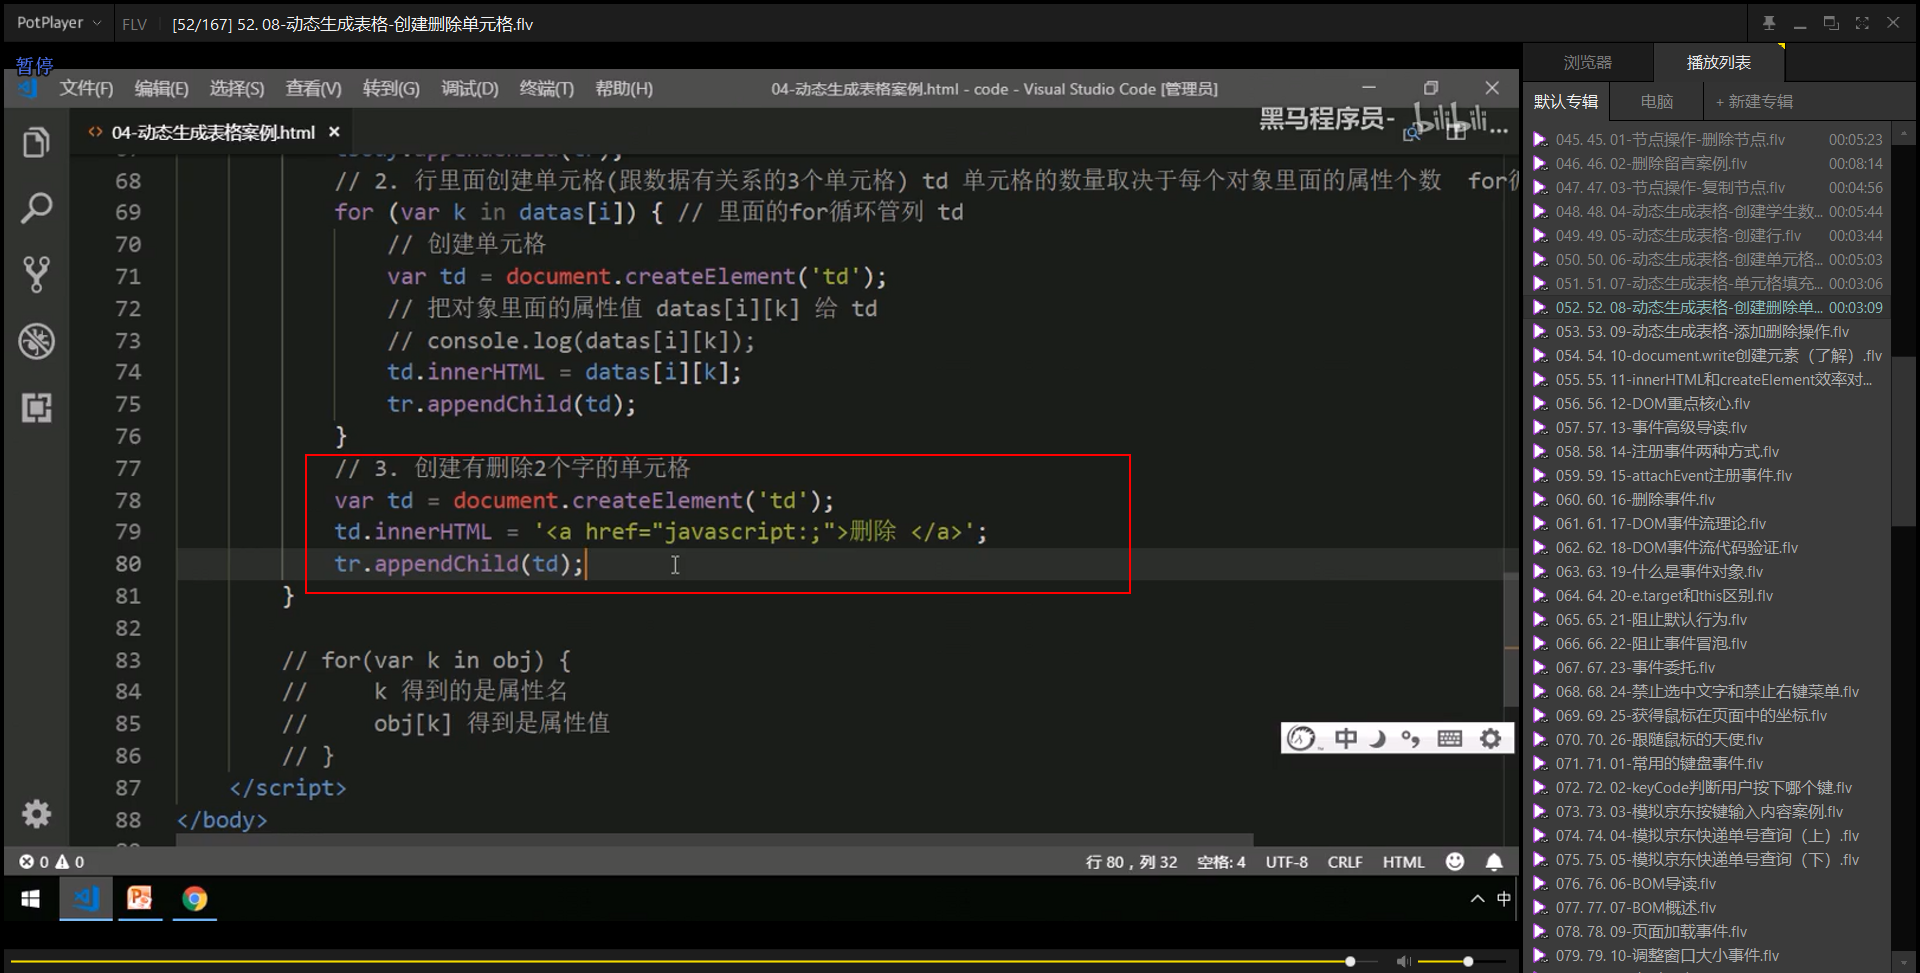 PotPlayer
FLV
[52/167] 52. 08-动态生成表格-创建删除单元格.flv
暂停
文件(F) 编辑(E) 选择(S) 查看(V) 转到(G) 调试(D) 终端(T) 帮助(H)
04-动态生成表格案例.html - code - Visual Studio Code [管理员]
<> 04-动态生成表格案例.html ×
黑马程序员- bilibili
68 // 2. 行里面创建单元格(跟数据有关系的3个单元格) td 单元格的数量取决于每个对象里面的属性个数 for循
69 for (var k in datas[i]) { // 里面的for循环管列 td
70 // 创建单元格
71 var td = document.createElement('td');
72 // 把对象里面的属性值 datas[i][k] 给 td
73 // console.log(datas[i][k]);
74 td.innerHTML = datas[i][k];
75 tr.appendChild(td);
76 }
77 // 3. 创建有删除2个字的单元格
78 var td = document.createElement('td');
79 td.innerHTML = '<a href="javascript:;">删除 </a>';
80 tr.appendChild(td);
81 }
82
83 // for(var k in obj) {
84 // k 得到的是属性名
85 // obj[k] 得到是属性值
86 // }
87 </script>
88 </body>
0 0
行 80，列 32 空格: 4 UTF-8 CRLF HTML
中
中
浏览器 播放列表
默认专辑 电脑 + 新建专辑
045. 45. 01-节点操作-删除节点.flv 00:05:23
046. 46. 02-删除留言案例.flv 00:08:14
047. 47. 03-节点操作-复制节点.flv 00:04:56
048. 48. 04-动态生成表格-创建学生数... 00:05:44
049. 49. 05-动态生成表格-创建行.flv 00:03:44
050. 50. 06-动态生成表格-创建单元格... 00:05:03
051. 51. 07-动态生成表格-单元格填充... 00:03:06
052. 52. 08-动态生成表格-创建删除单... 00:03:09
053. 53. 09-动态生成表格-添加删除操作.flv
054. 54. 10-document.write创建元素（了解）.flv
055. 55. 11-innerHTML和createElement效率对...
056. 56. 12-DOM重点核心.flv
057. 57. 13-事件高级导读.flv
058. 58. 14-注册事件两种方式.flv
059. 59. 15-attachEvent注册事件.flv
060. 60. 16-删除事件.flv
061. 61. 17-DOM事件流理论.flv
062. 62. 18-DOM事件流代码验证.flv
063. 63. 19-什么是事件对象.flv
064. 64. 20-e.target和this区别.flv
065. 65. 21-阻止默认行为.flv
066. 66. 22-阻止事件冒泡.flv
067. 67. 23-事件委托.flv
068. 68. 24-禁止选中文字和禁止右键菜单.flv
069. 69. 25-获得鼠标在页面中的坐标.flv
070. 70. 26-跟随鼠标的天使.flv
071. 71. 01-常用的键盘事件.flv
072. 72. 02-keyCode判断用户按下哪个键.flv
073. 73. 03-模拟京东按键输入内容案例.flv
074. 74. 04-模拟京东快递单号查询（上）.flv
075. 75. 05-模拟京东快递单号查询（下）.flv
076. 76. 06-BOM导读.flv
077. 77. 07-BOM概述.flv
078. 78. 09-页面加载事件.flv
079. 79. 10-调整窗口大小事件.flv